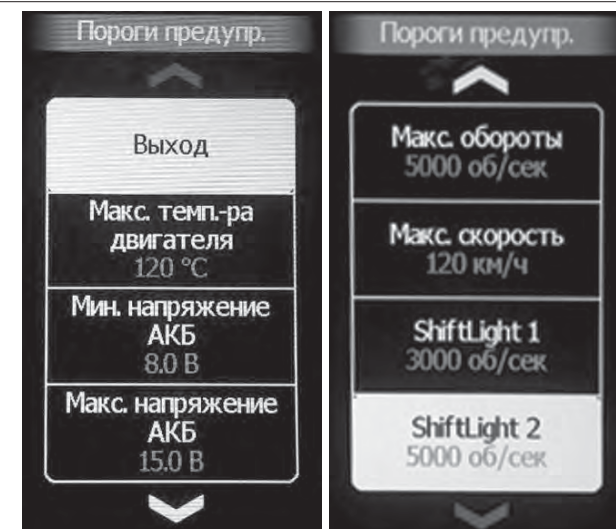 Пороги предупр.
Выход
Макс. темп.-ра
двигателя
120 °C
Мин. напряжение
АКБ
8.0 В
Макс. напряжение
АКБ
15.0 В
Пороги предупр.
Макс. обороты
5000 об/сек
Макс. скорость
120 км/ч
ShiftLight 1
3000 об/сек
ShiftLight 2
5000 об/сек